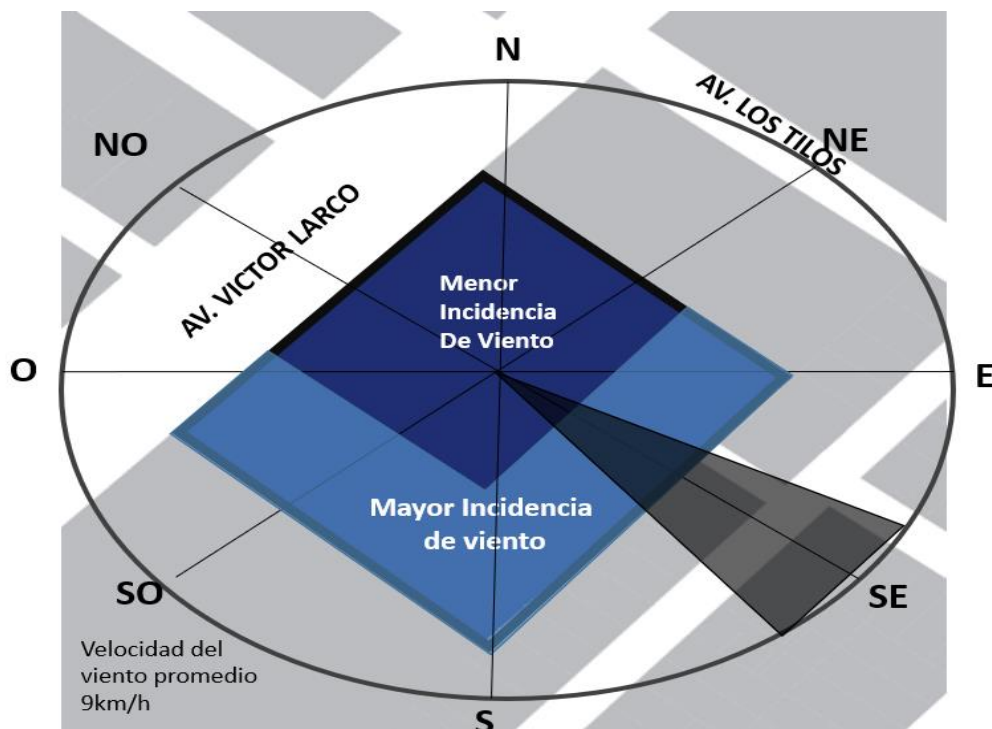 N
AV. LOS TILOS
NO
NE
AV. VICTOR LARCO
Menor
Incidencia
De Viento
O
E
Mayor Incidencia
de viento
SO
SE
Velocidad del
viento promedio
9km/h
S